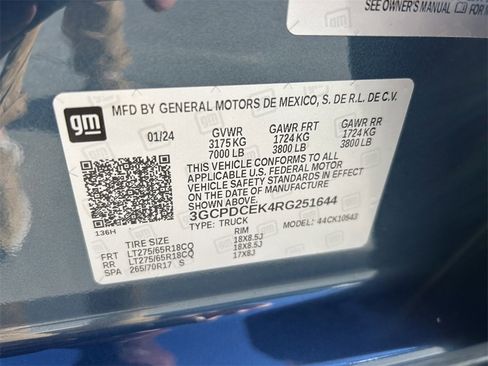 SEE OWNER'S MANUAL FOR
gm
MFD BY GENERAL MOTORS DE MEXICO, S. DE R.L. DE C.V.
01/24 GVWR GAWR FRT GAWR RR
3175 KG 1724 KG 1724 KG
7000 LB 3800 LB 3800 LB
THIS VEHICLE CONFORMS TO ALL
APPLICABLE U.S. FEDERAL MOTOR
VEHICLE SAFETY STANDARDS IN
EFFECT ON THE DATE OF
MANUFACTURE SHOWN ABOVE.
3GCPDCEK4RG251644
TYPE: TRUCK
MODEL: 44CK10543
136H
TIRE SIZE RIM
FRT LT275/65R18CQ 18X8.5J
RR LT275/65R18CQ 18X8.5J
SPA 265/70R17 S 17X8J